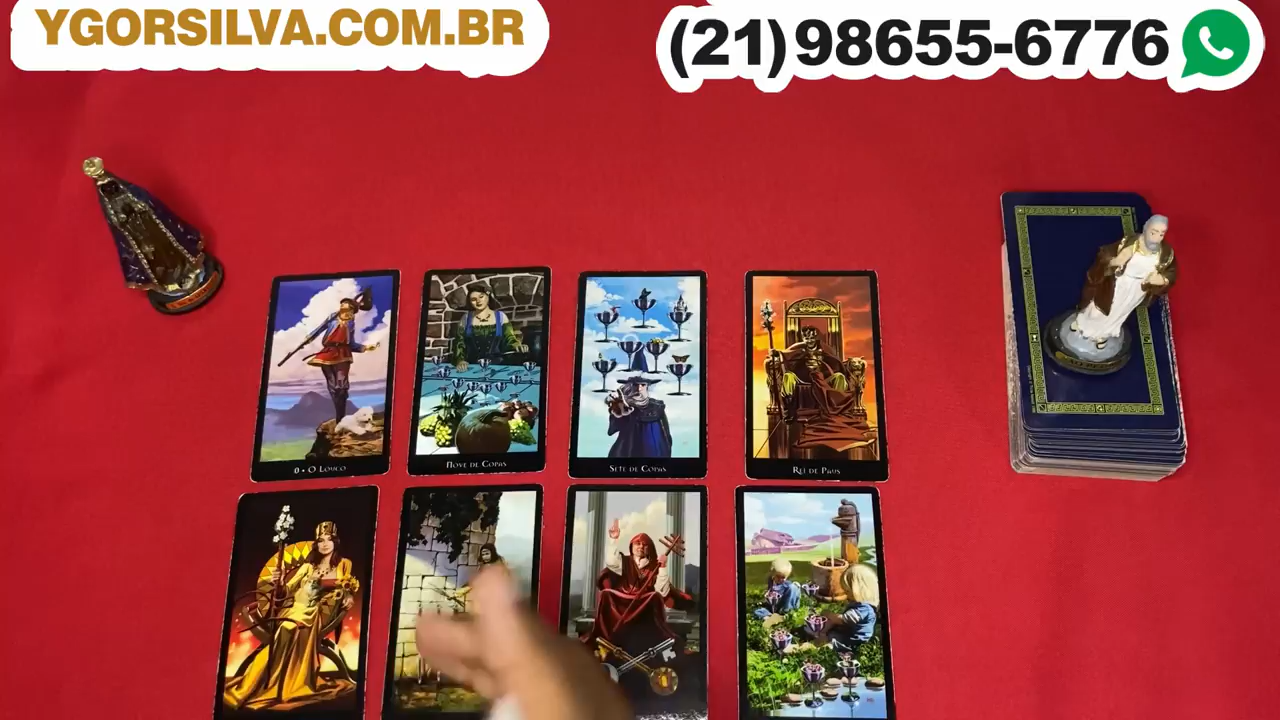 YGORSILVA.COM.BR
(21)98655-6776
0 • O Louco
Nove de Copas
Sete de Copas
Rei de Paus